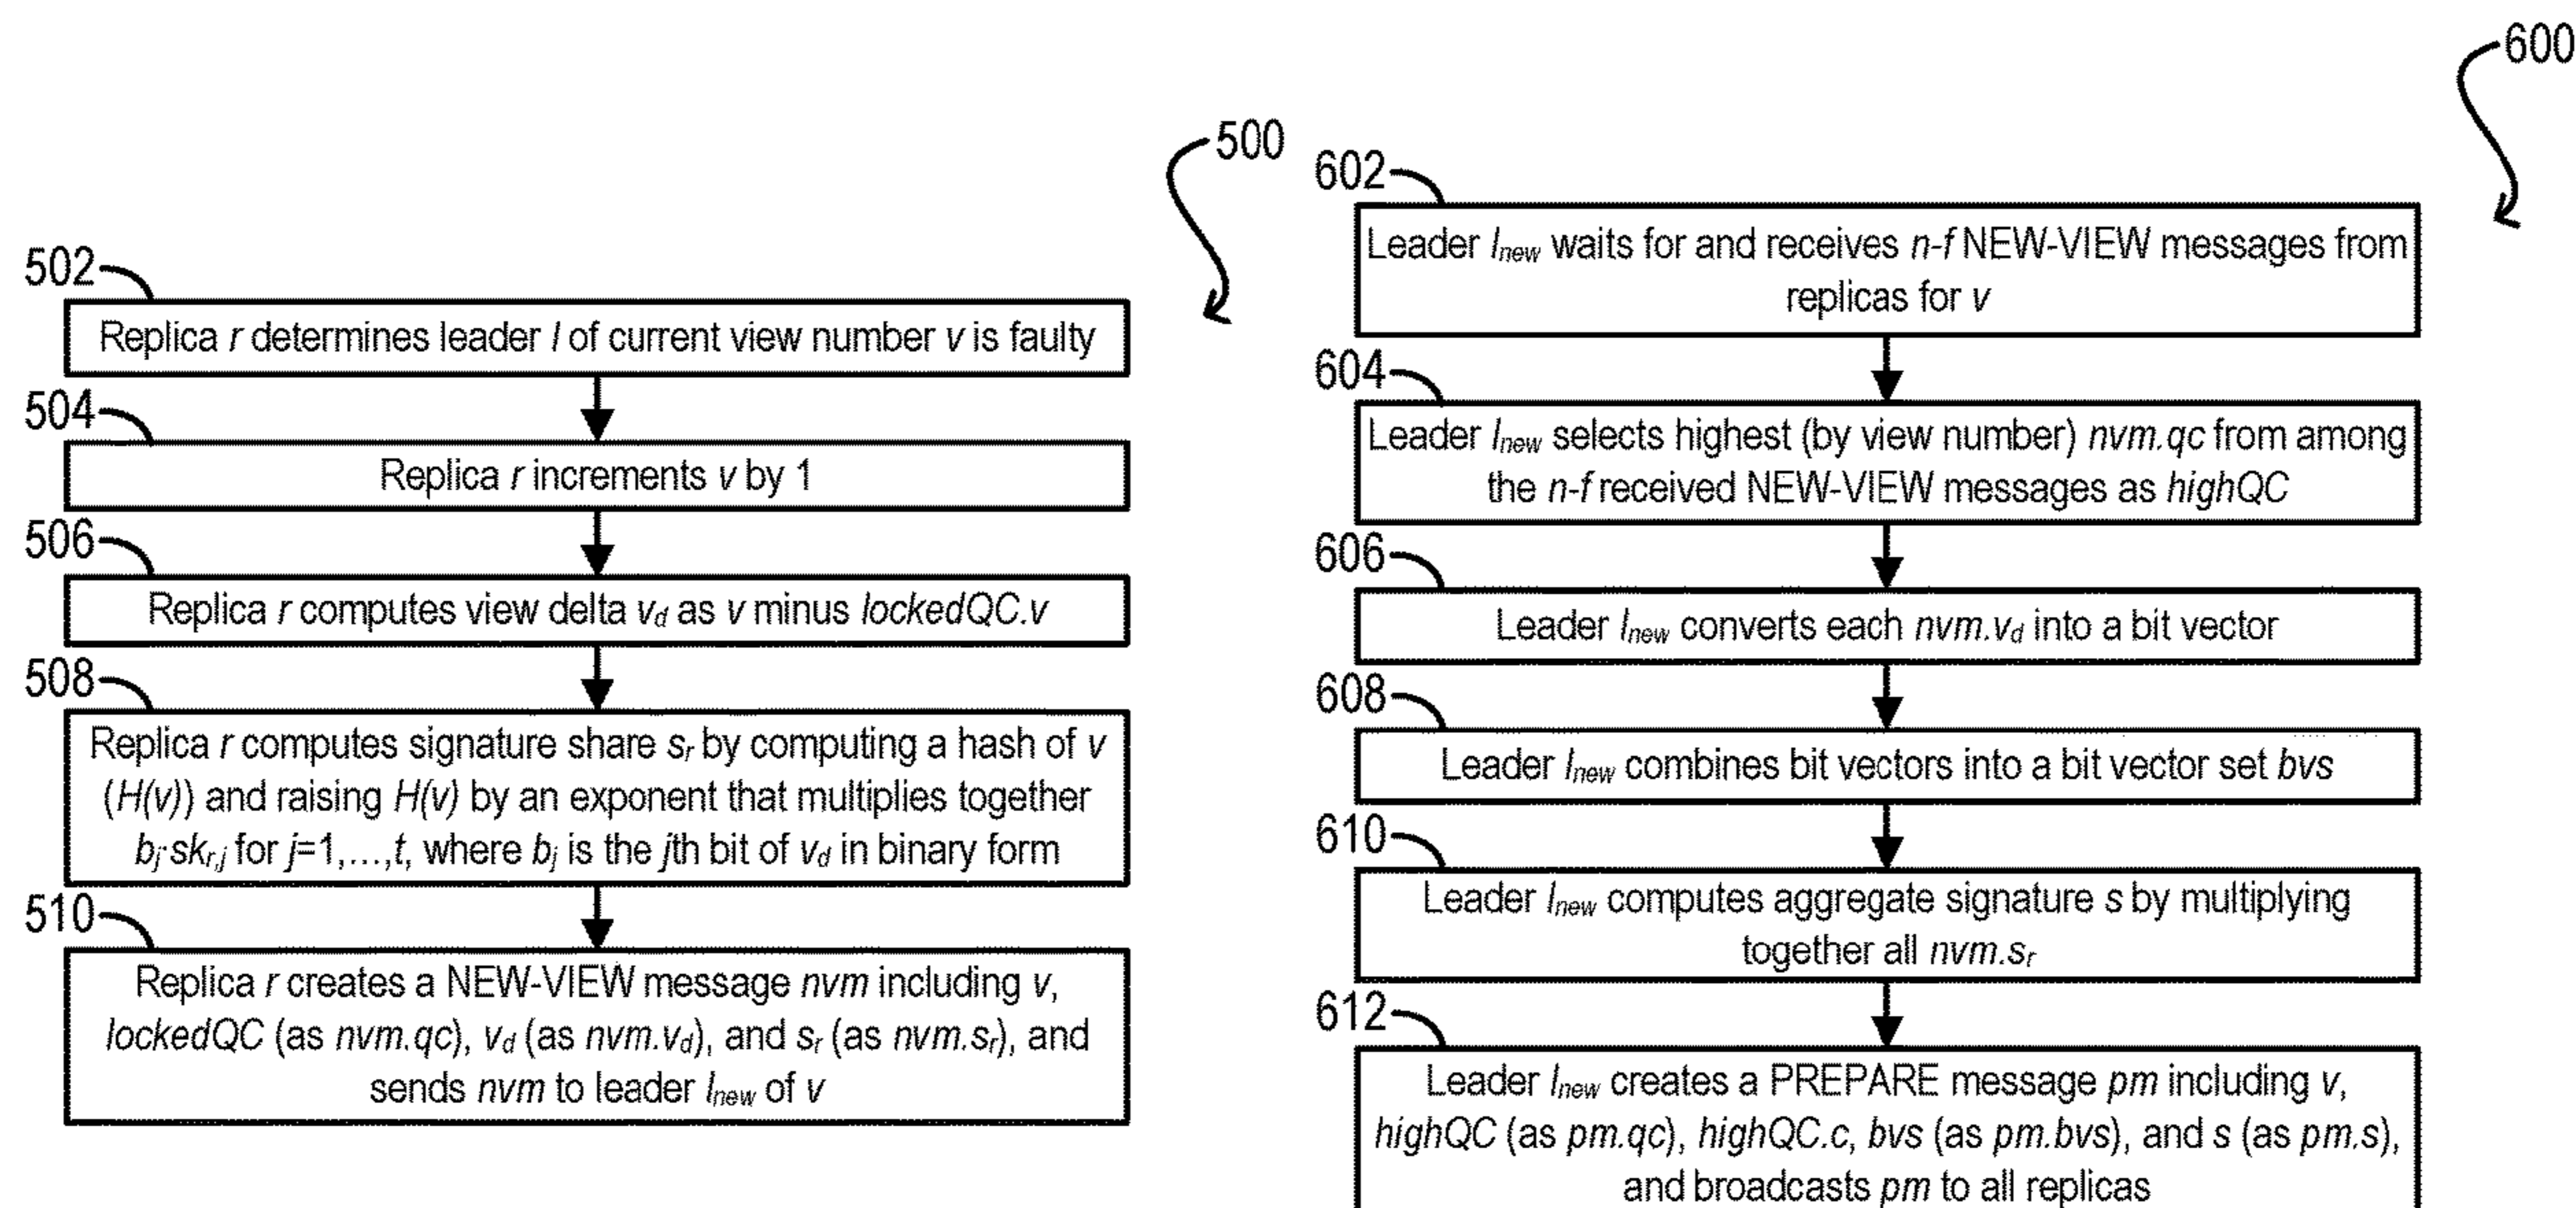 500
502
Replica r determines leader l of current view number v is faulty
504
Replica r increments v by 1
506
Replica r computes view delta vd as v minus lockedQC.v
508
Replica r computes signature share sr by computing a hash of v
(H(v)) and raising H(v) by an exponent that multiplies together
bj·skr,j for j=1,...,t, where bj is the jth bit of vd in binary form
510
Replica r creates a NEW-VIEW message nvm including v,
lockedQC (as nvm.qc), vd (as nvm.vd), and sr (as nvm.sr), and
sends nvm to leader lnew of v
600
602
Leader lnew waits for and receives n-f NEW-VIEW messages from
replicas for v
604
Leader lnew selects highest (by view number) nvm.qc from among
the n-f received NEW-VIEW messages as highQC
606
Leader lnew converts each nvm.vd into a bit vector
608
Leader lnew combines bit vectors into a bit vector set bvs
610
Leader lnew computes aggregate signature s by multiplying
together all nvm.sr
612
Leader lnew creates a PREPARE message pm including v,
highQC (as pm.qc), highQC.c, bvs (as pm.bvs), and s (as pm.s),
and broadcasts pm to all replicas